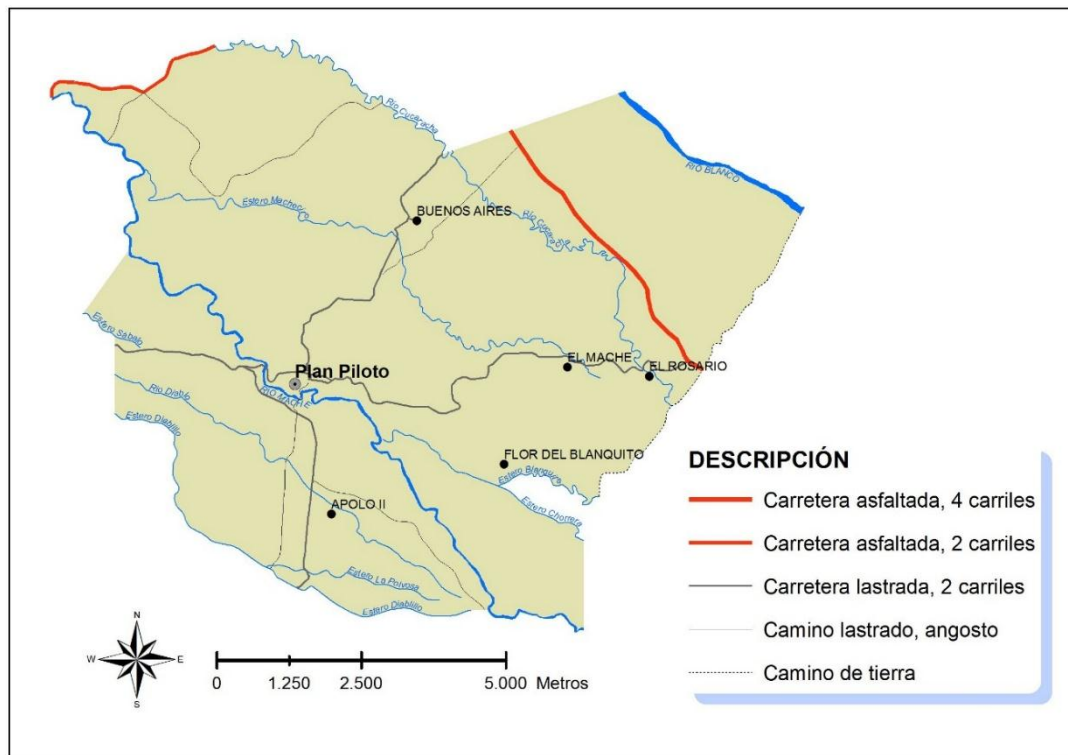 Río Cucaracha
RIO BLANCO
Estero Machecito
BUENOS AIRES
Estero Sabalo
EL MACHE
EL ROSARIO
Plan Piloto
RIO MACHE
Río Diablo
Estero Diablillo
FLOR DEL BLANQUITO
Estero Chorrera
APOLO II
Estero La Polvosa
Estero Diablillo
N
W
E
S
0
1.250
2.500
5.000
Metros
DESCRIPCIÓN
Carretera asfaltada, 4 carriles
Carretera asfaltada, 2 carriles
Carretera lastrada, 2 carriles
Camino lastrado, angosto
Camino de tierra